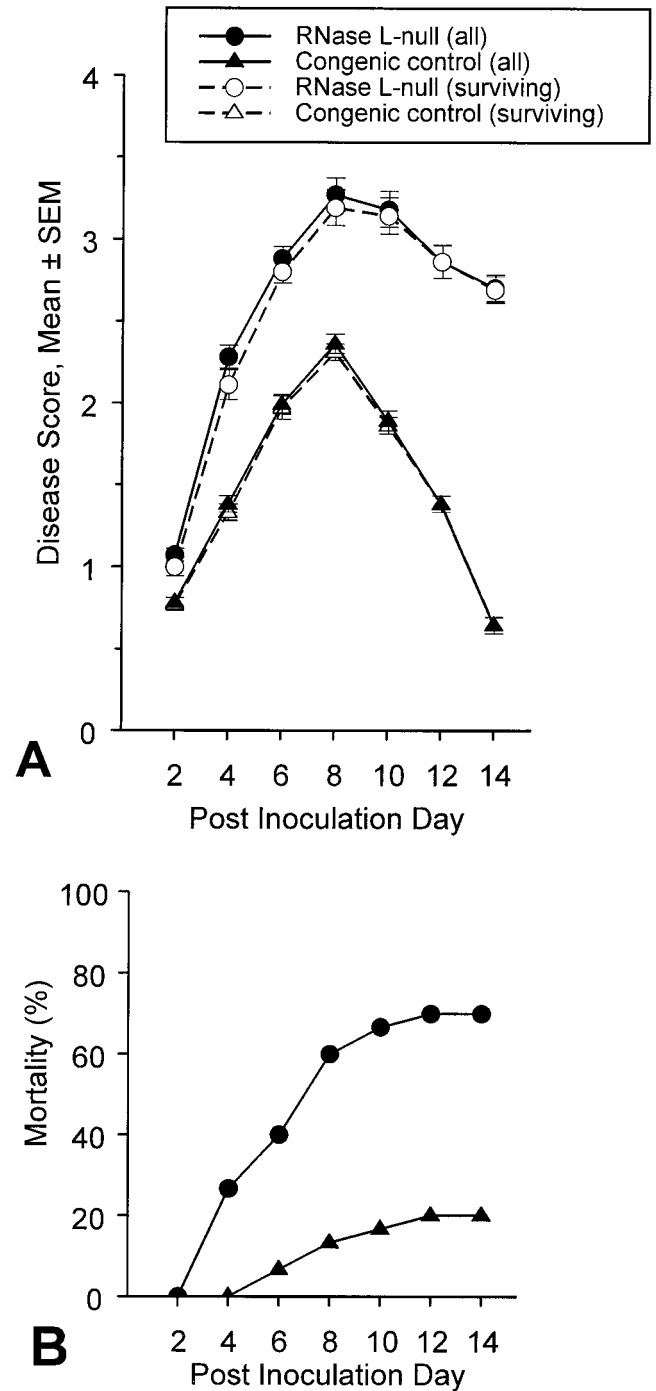 RNase L-null (all)
Congenic control (all)
RNase L-null (surviving)
Congenic control (surviving)
4
3
2
1
0
Disease Score, Mean ± SEM
2 4 6 8 10 12 14
Post Inoculation Day
A
100
80
60
40
20
0
Mortality (%)
2 4 6 8 10 12 14
Post Inoculation Day
B